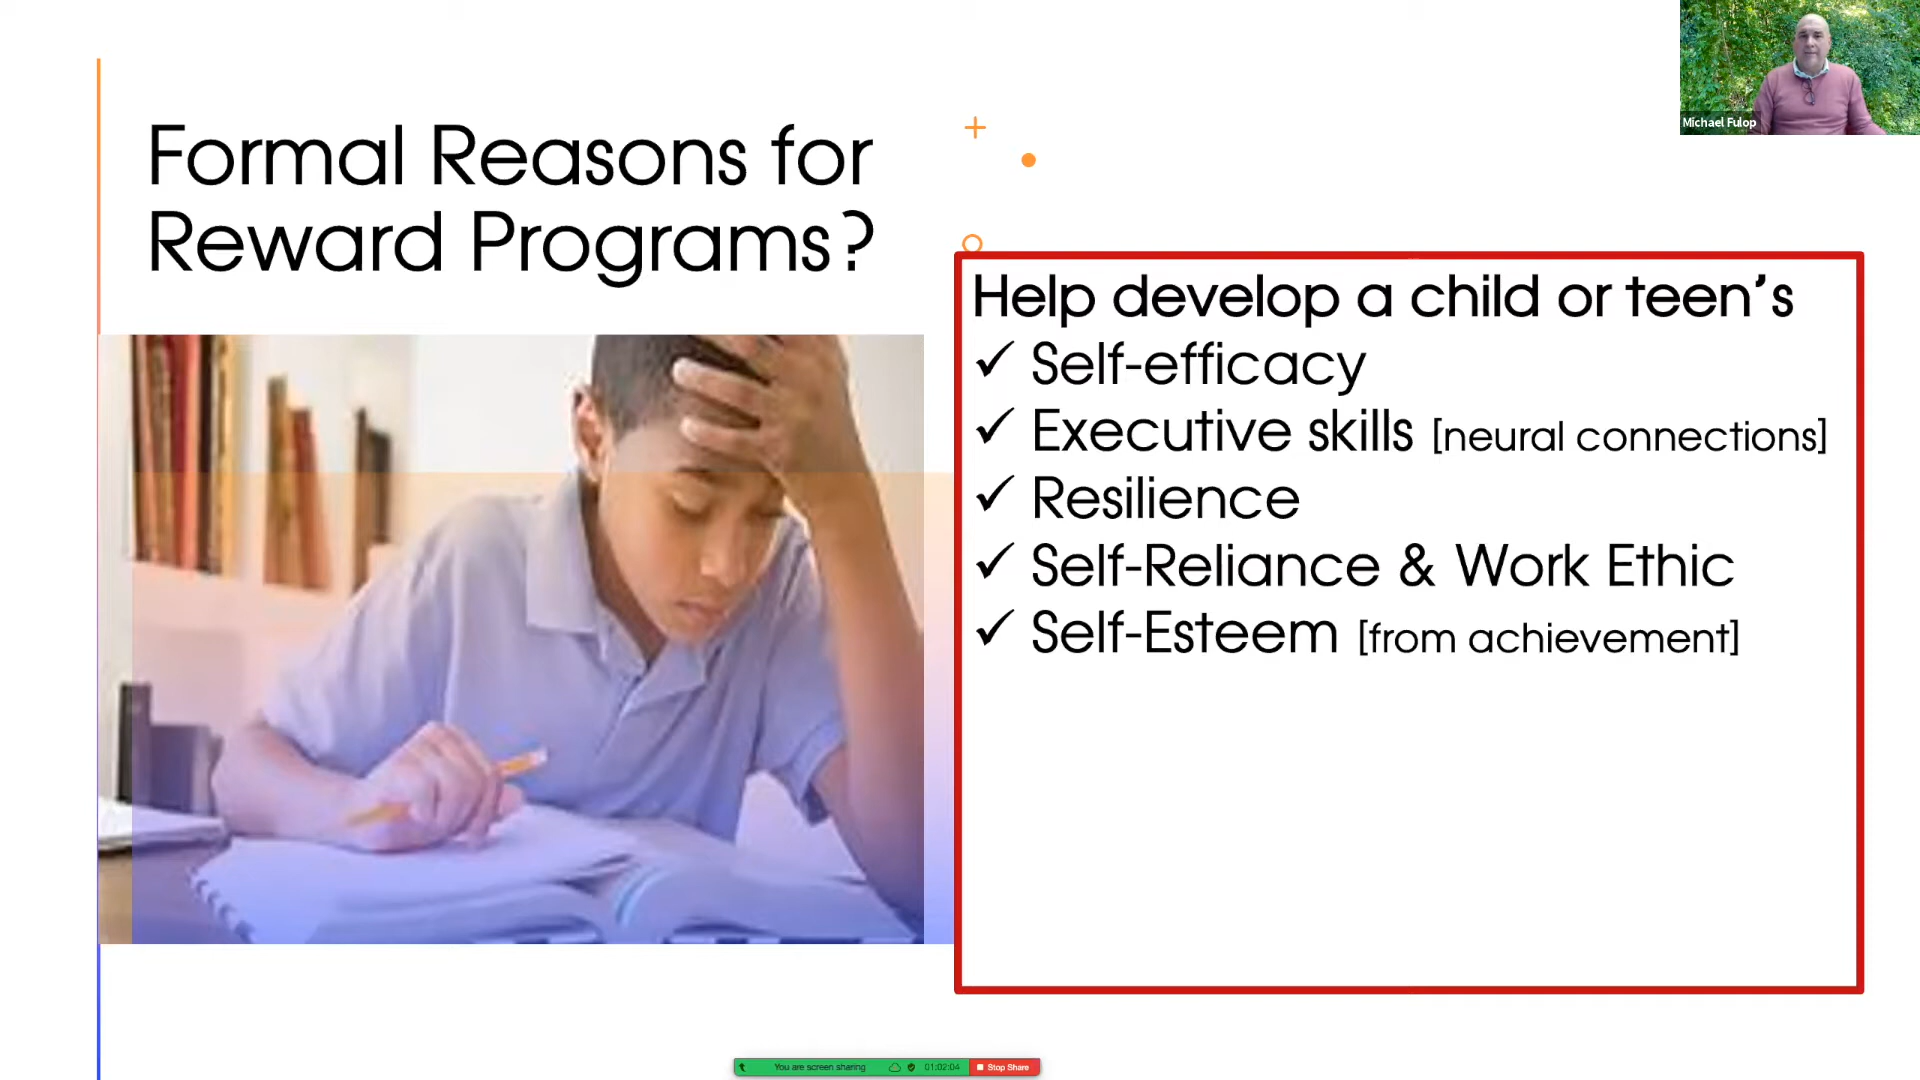 Formal Reasons for
Reward Programs?
Michael Fulop
Help develop a child or teen's
✓ Self-efficacy
✓ Executive skills [neural connections]
✓ Resilience
✓ Self-Reliance & Work Ethic
✓ Self-Esteem [from achievement]
You are screen sharing 01:02:04 Stop Share